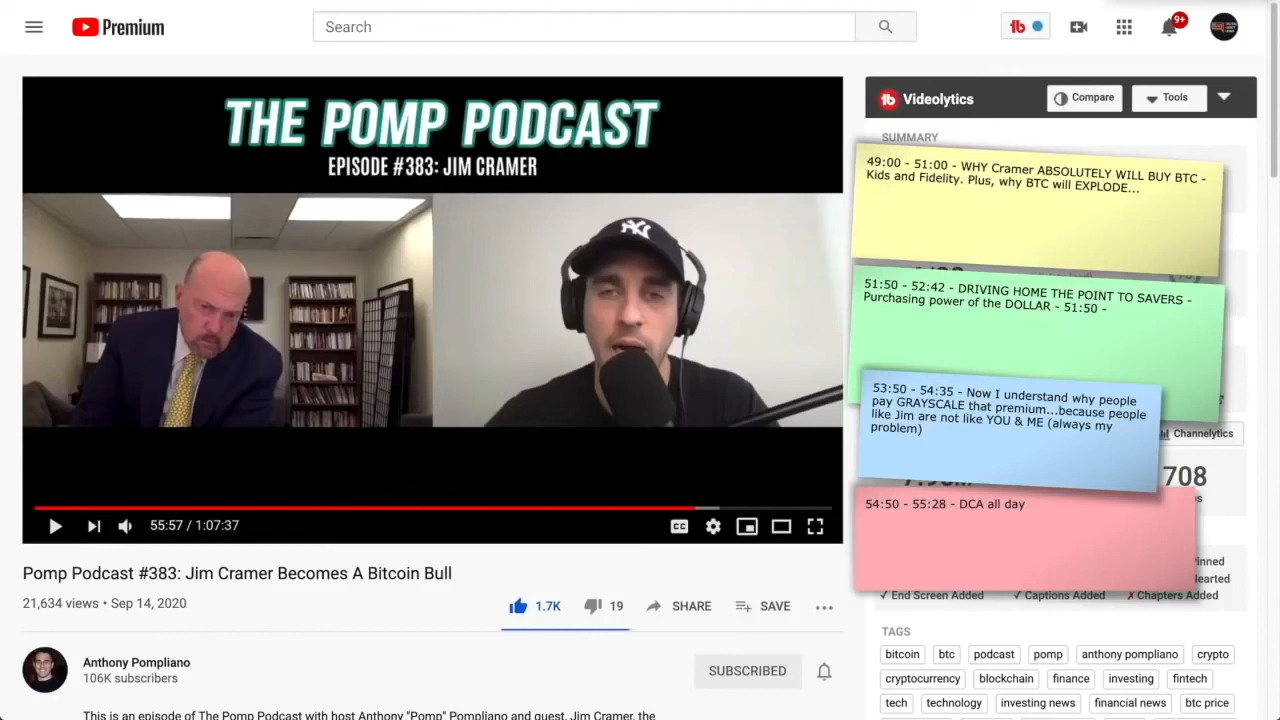 Premium
Search
9+
THE POMP PODCAST
EPISODE #383: JIM CRAMER
55:57 / 1:07:37
CC
Pomp Podcast #383: Jim Cramer Becomes A Bitcoin Bull
21,634 views • Sep 14, 2020
1.7K
19
SHARE
SAVE
Anthony Pompliano
106K subscribers
SUBSCRIBED
This is an episode of The Pomp Podcast with host Anthony "Pomp" Pompliano and guest, Jim Cramer, the
tb
Videolytics
Compare
Tools
SUMMARY
49:00 - 51:00 - WHY Cramer ABSOLUTELY WILL BUY BTC -
Kids and Fidelity. Plus, why BTC will EXPLODE...
51:50 - 52:42 - DRIVING HOME THE POINT TO SAVERS -
Purchasing power of the DOLLAR - 51:50 -
53:50 - 54:35 - Now I understand why people
pay GRAYSCALE that premium...because people
like Jim are not like YOU & ME (always my
problem)
Channelytics
708
54:50 - 55:28 - DCA all day
✓ End Screen Added
✓ Captions Added
✗ Chapters Added
TAGS
bitcoin
btc
podcast
pomp
anthony pompliano
crypto
cryptocurrency
blockchain
finance
investing
fintech
tech
technology
investing news
financial news
btc price